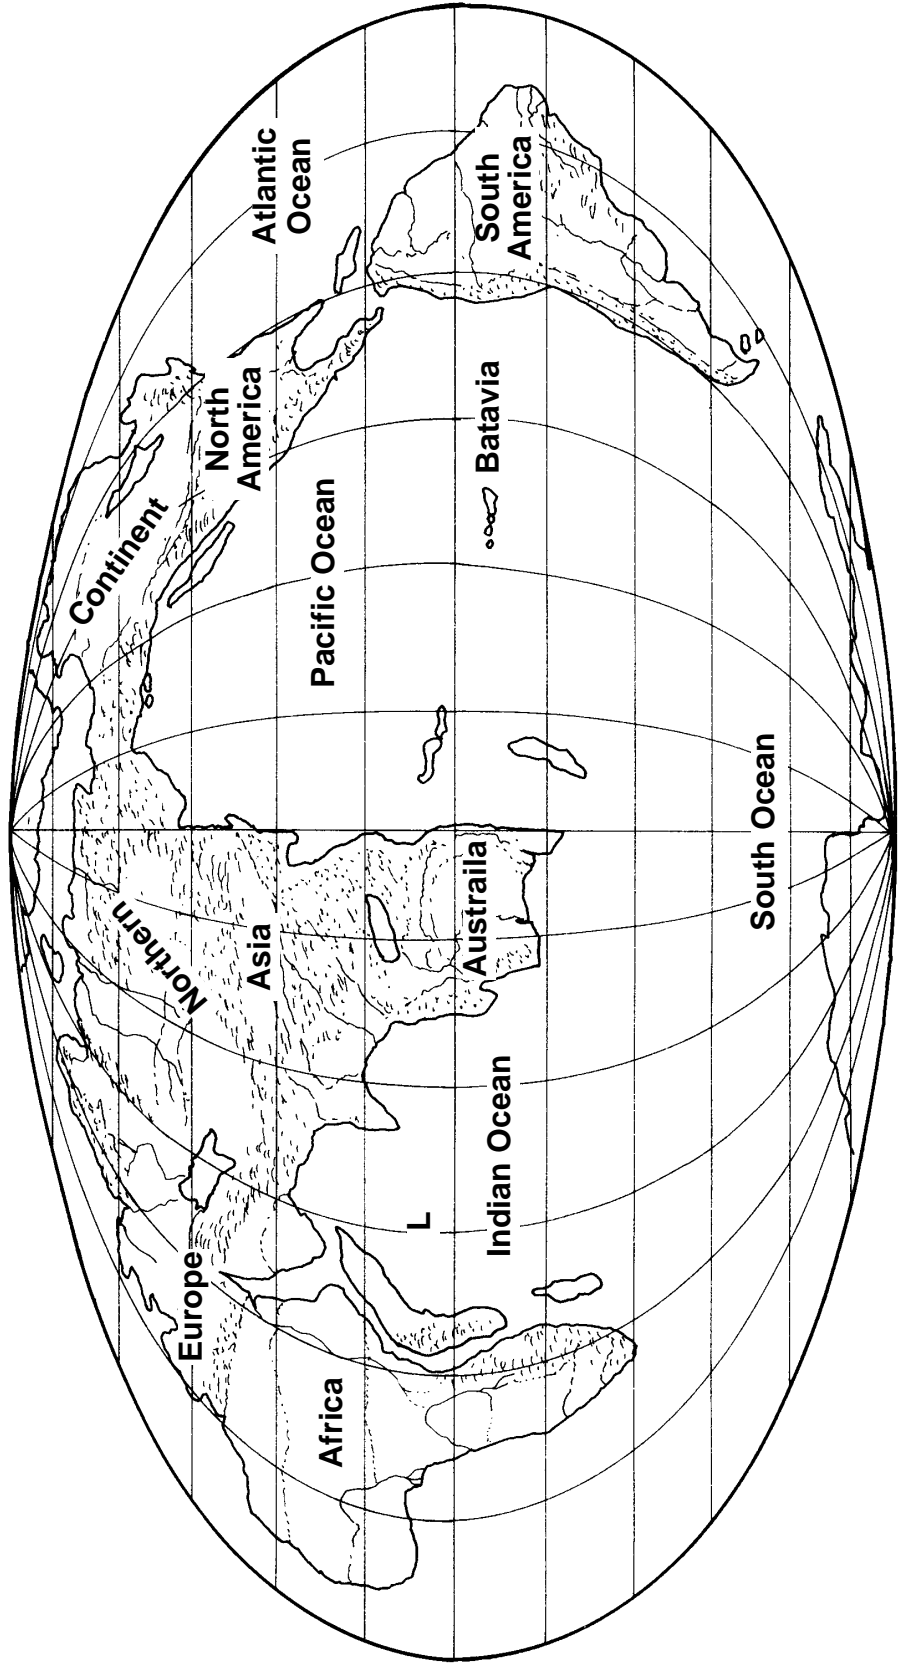 Atlantic
Ocean
South
America
North
America
Continent
Batavia
Pacific Ocean
South Ocean
Northern
Asia
Austraila
Indian Ocean
L
Europe
Africa